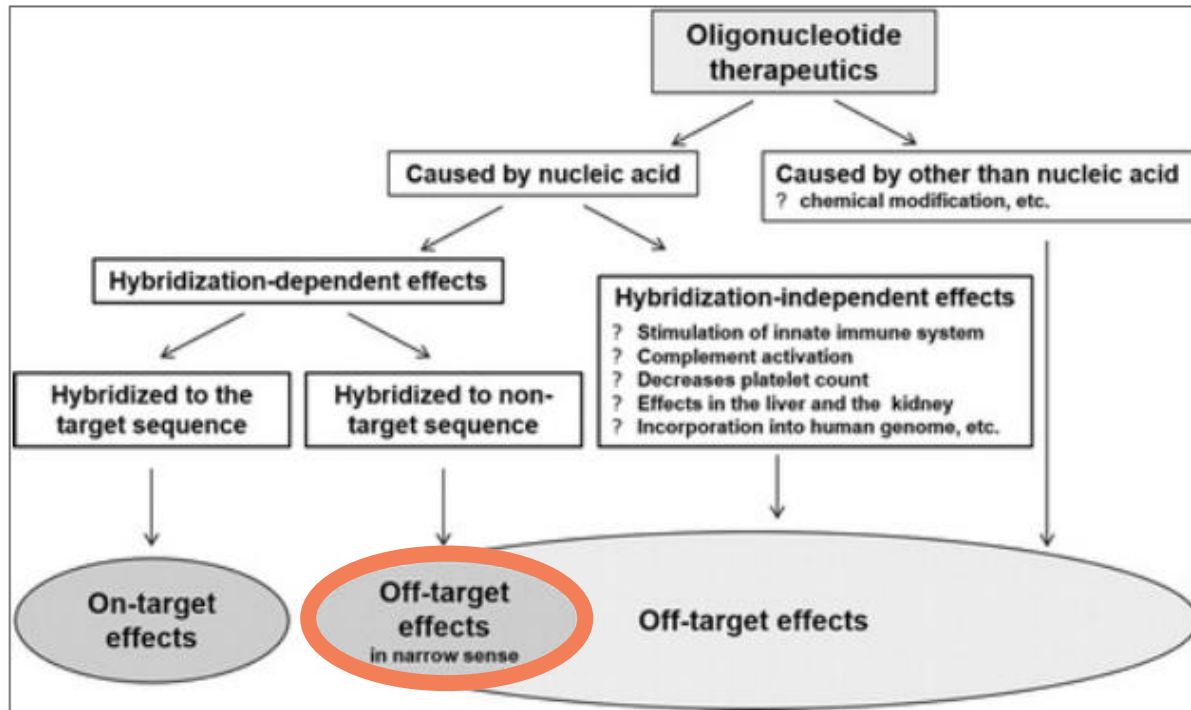 Oligonucleotide
therapeutics
Caused by nucleic acid
Caused by other than nucleic acid
? chemical modification, etc.
Hybridization-dependent effects
Hybridization-independent effects
? Stimulation of innate immune system
? Complement activation
? Decreases platelet count
? Effects in the liver and the kidney
? Incorporation into human genome, etc.
Hybridized to the
target sequence
Hybridized to non-
target sequence
On-target
effects
Off-target
effects
in narrow sense
Off-target effects